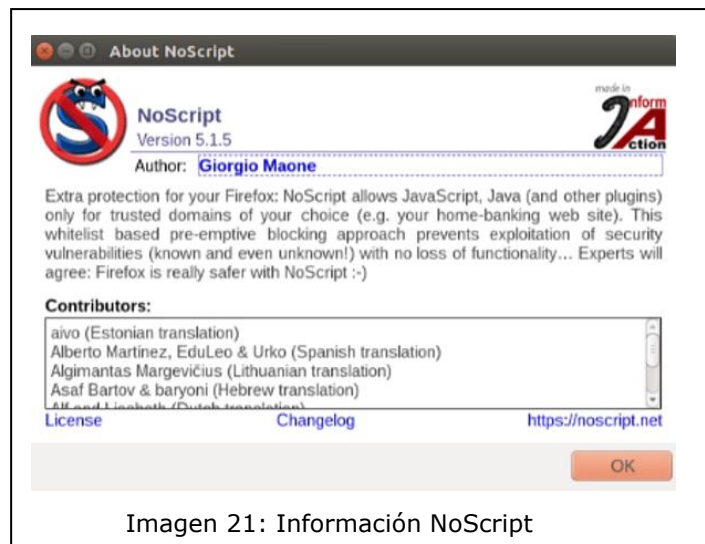 About NoScript
NoScript
Version 5.1.5
made in
Inform
Action
Author: Giorgio Maone
Extra protection for your Firefox: NoScript allows JavaScript, Java (and other plugins)
only for trusted domains of your choice (e.g. your home-banking web site). This
whitelist based pre-emptive blocking approach prevents exploitation of security
vulnerabilities (known and even unknown!) with no loss of functionality… Experts will
agree: Firefox is really safer with NoScript :-)
Contributors:
aivo (Estonian translation)
Alberto Martínez, EduLeo & Urko (Spanish translation)
Algimantas Margevičius (Lithuanian translation)
Asaf Bartov & baryoni (Hebrew translation)
License Changelog https://noscript.net
OK
Imagen 21: Información NoScript